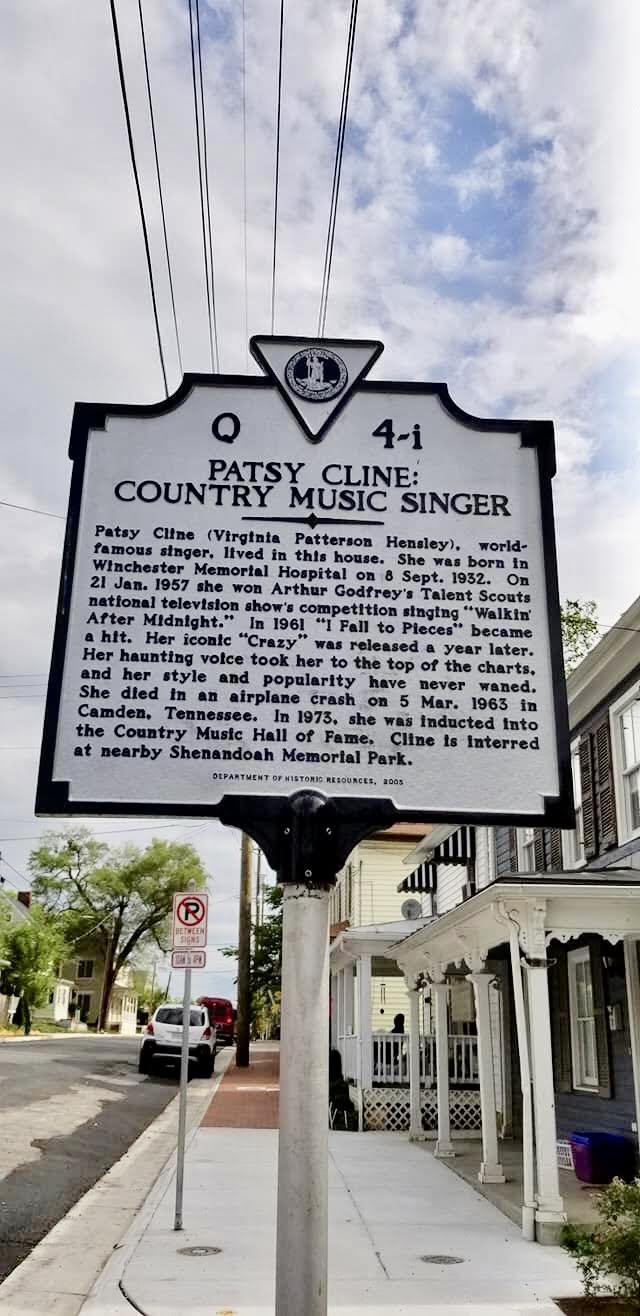 Q 4-i
PATSY CLINE:
COUNTRY MUSIC SINGER
Patsy Cline (Virginia Patterson Hensley), world-
famous singer, lived in this house. She was born in
Winchester Memorial Hospital on 8 Sept. 1932. On
21 Jan. 1957 she won Arthur Godfrey's Talent Scouts
national television show's competition singing "Walkin'
After Midnight." In 1961 "I Fall to Pieces" became
a hit. Her iconic "Crazy" was released a year later.
Her haunting voice took her to the top of the charts,
and her style and popularity have never waned.
She died in an airplane crash on 5 Mar. 1963 in
Camden, Tennessee. In 1973, she was inducted into
the Country Music Hall of Fame. Cline is interred
at nearby Shenandoah Memorial Park.
DEPARTMENT OF HISTORIC RESOURCES, 2005
P
BETWEEN
SIGNS